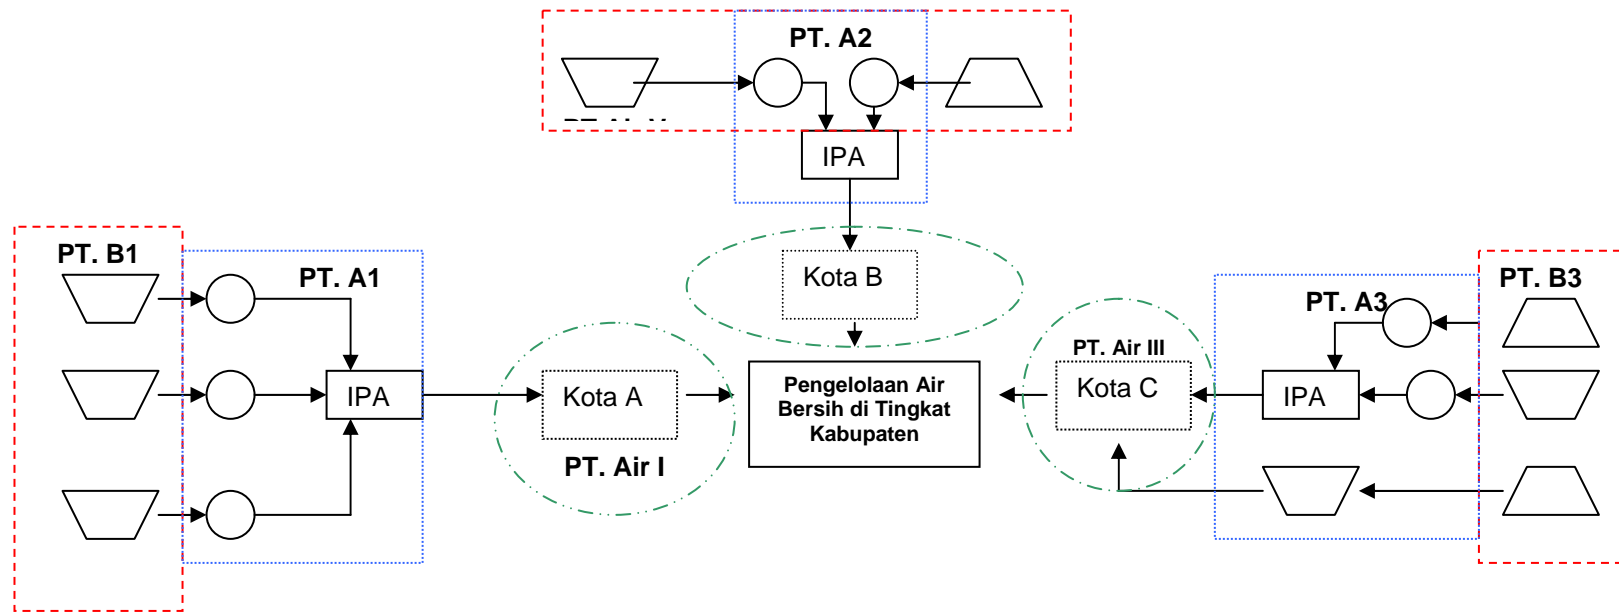 PT. A2
IPA
PT. B1
PT. A1
IPA
Kota B
Kota A
PT. Air I
Pengelolaan Air
Bersih di Tingkat
Kabupaten
PT. Air III
Kota C
PT. A3
IPA
PT. B3